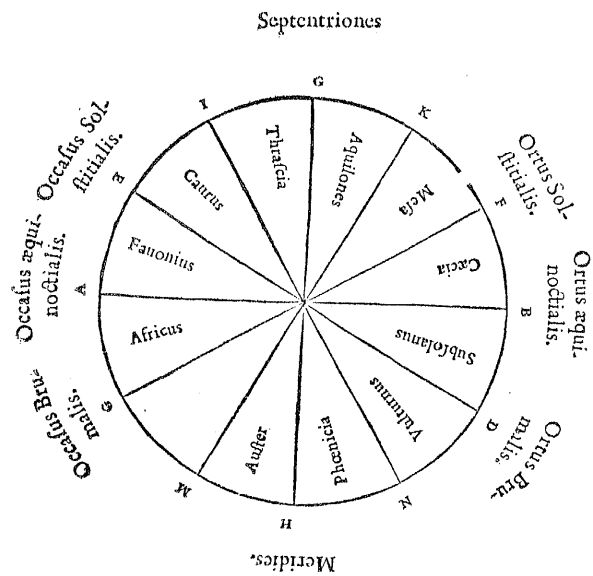 Septentriones
G
K
Ortus Sol-
ſtitialis.
F
Ortus æqui.
noctialis.
B
Ortus Bru-
malis.
D
N
Meridies.
H
M
Occaſus Bru-
malis.
G
Occaſus æqui-
noctialis.
A
Occaſus Sol-
ſtitialis.
E
I
Thraſcia
Aquilones
Meſa
Cæcia
Subſolanus
Vulturnus
Phœnicia
Auſter
Africus
Fauonius
Caurus